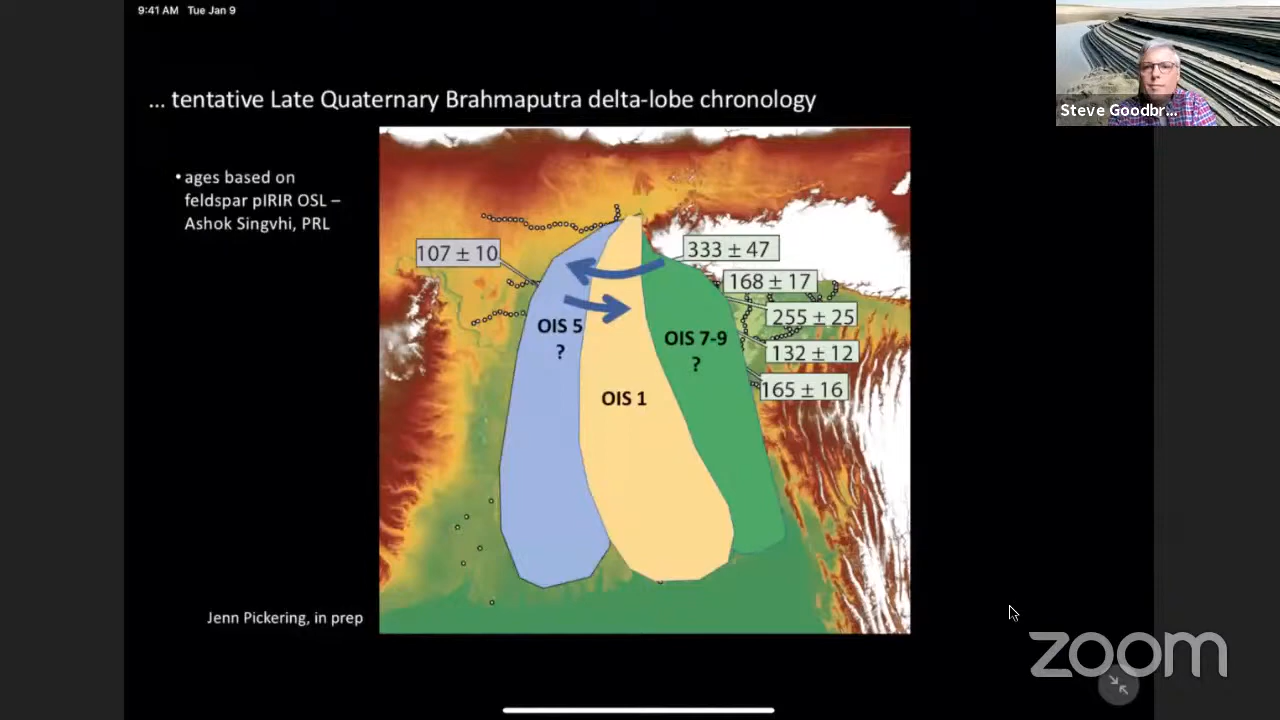 9:41 AM Tue Jan 9
Steve Goodbr...
... tentative Late Quaternary Brahmaputra delta-lobe chronology
• ages based on
feldspar pIRIR OSL –
Ashok Singvhi, PRL
107 ± 10
333 ± 47
168 ± 17
255 ± 25
132 ± 12
165 ± 16
OIS 5
?
OIS 7-9
?
OIS 1
Jenn Pickering, in prep
zoom